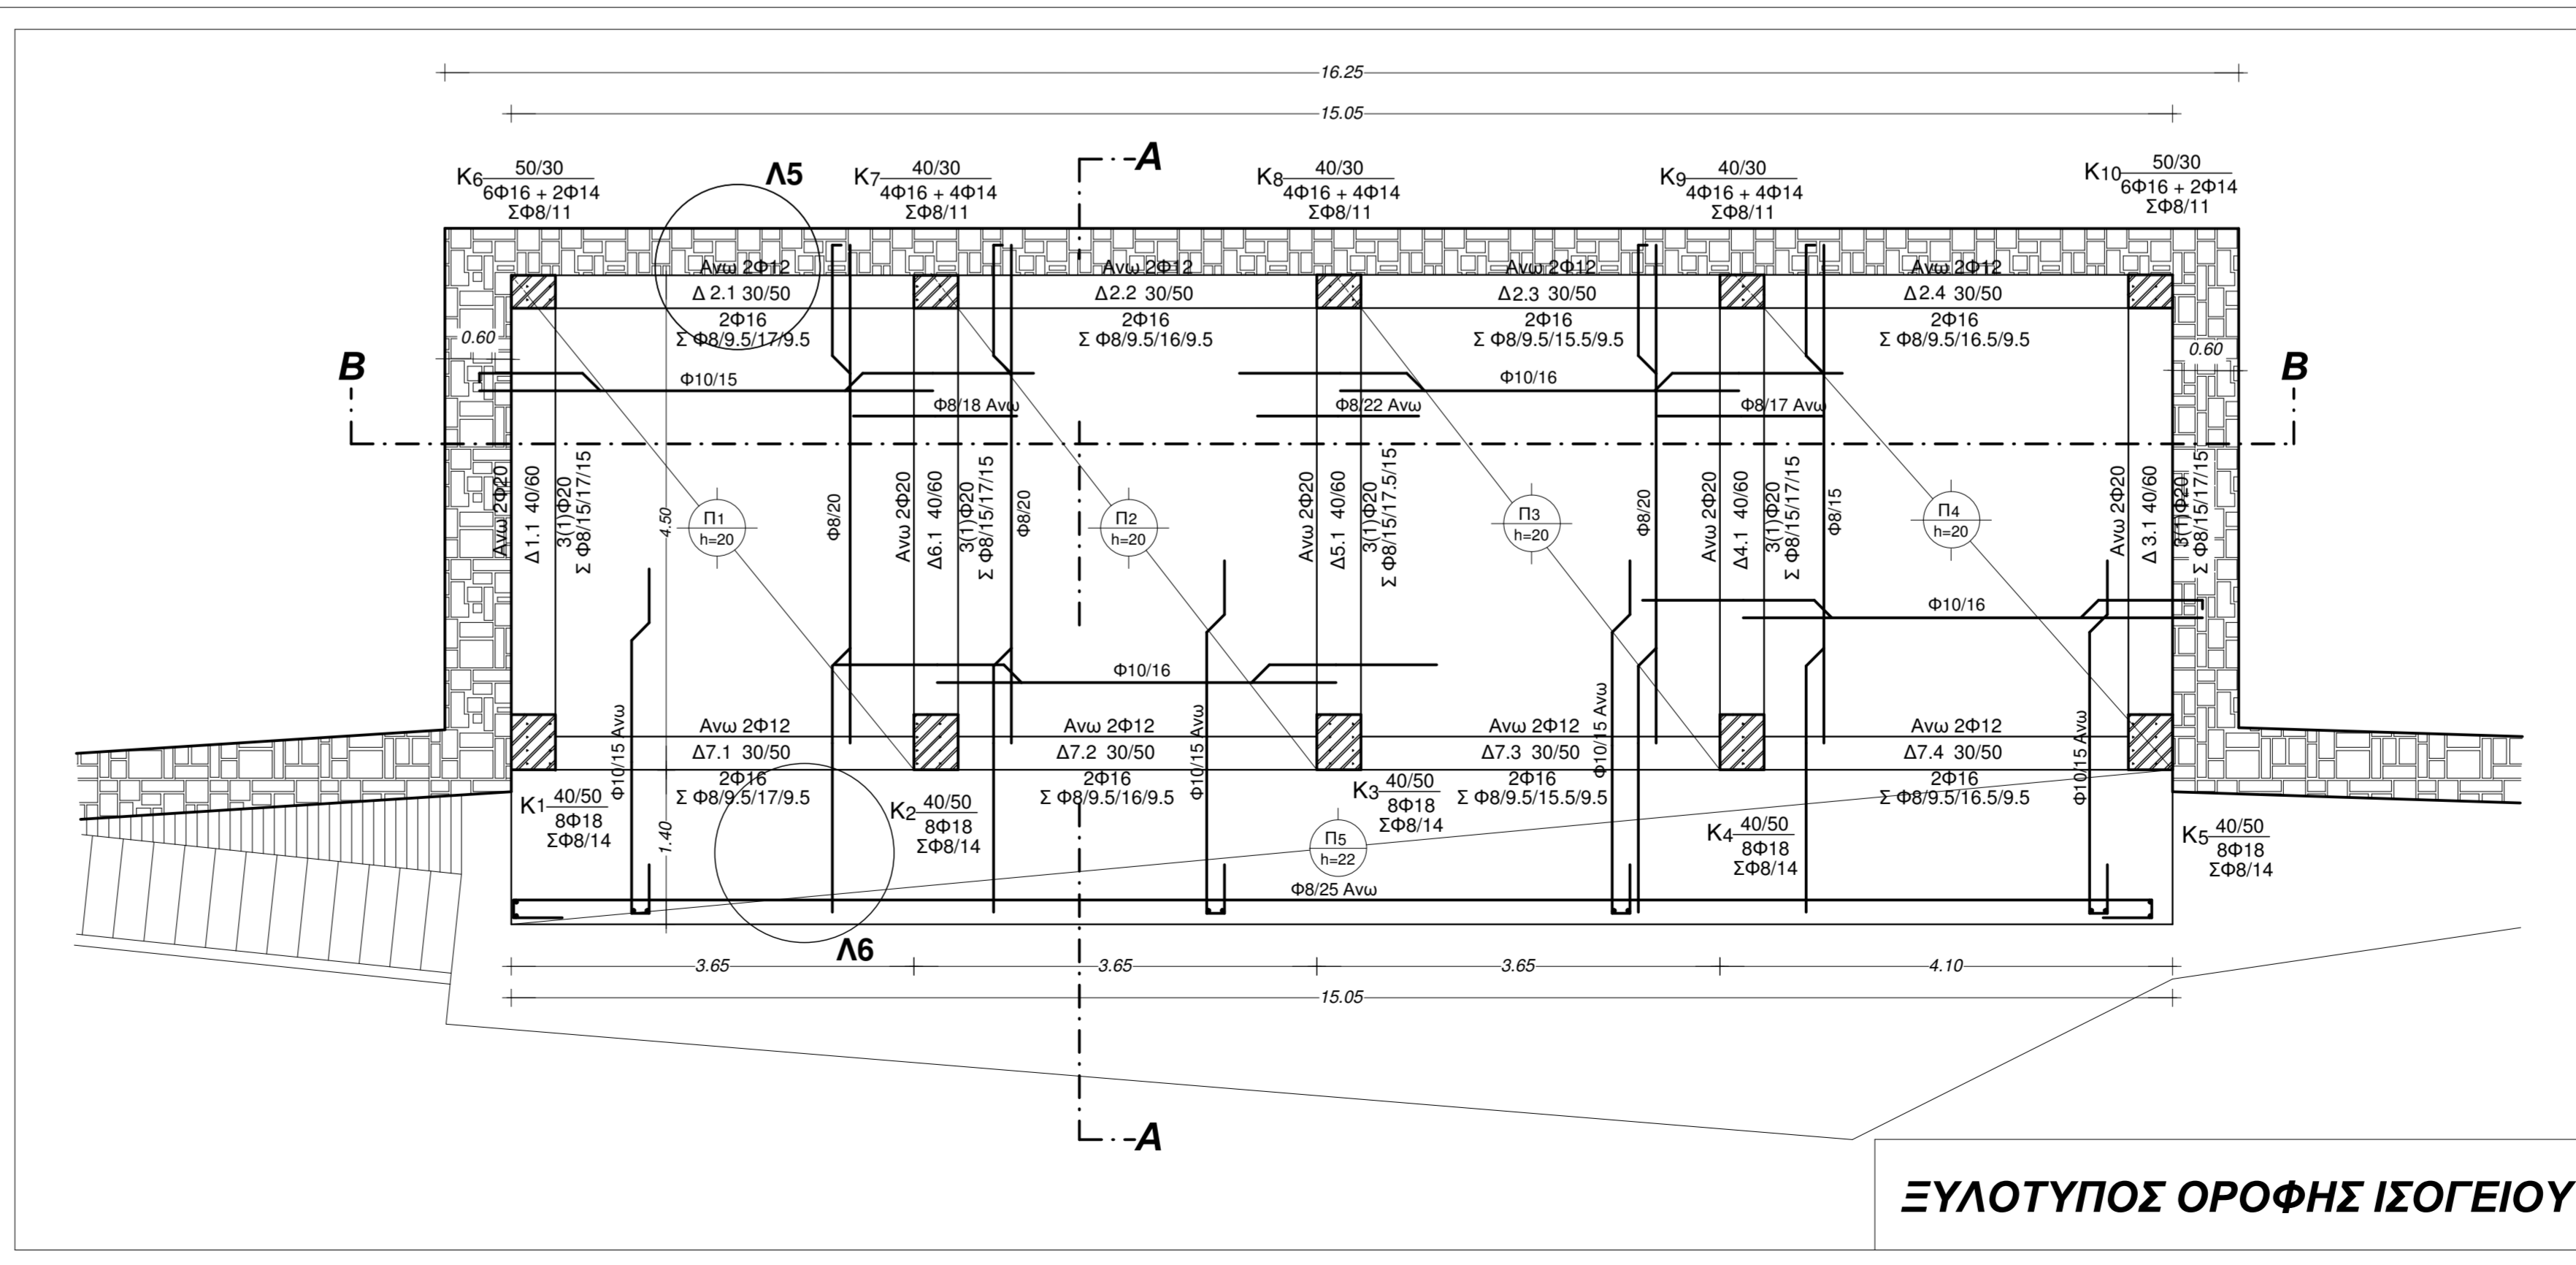 16.25
15.05
K6 50/30
6Φ16 + 2Φ14
ΣΦ8/11
Λ5
K7 40/30
4Φ16 + 4Φ14
ΣΦ8/11
A
K8 40/30
4Φ16 + 4Φ14
ΣΦ8/11
K9 40/30
4Φ16 + 4Φ14
ΣΦ8/11
K10 50/30
6Φ16 + 2Φ14
ΣΦ8/11
Ανω 2Φ12
Δ 2.1 30/50
2Φ16
Σ Φ8/9.5/17/9.5
Ανω 2Φ12
Δ2.2 30/50
2Φ16
Σ Φ8/9.5/16/9.5
Ανω 2Φ12
Δ2.3 30/50
2Φ16
Σ Φ8/9.5/15.5/9.5
Ανω 2Φ12
Δ2.4 30/50
2Φ16
Σ Φ8/9.5/16.5/9.5
0.60
0.60
B
B
Φ10/15
Φ10/16
Φ8/18 Ανω
Φ8/22 Ανω
Φ8/17 Ανω
Ανω 2Φ20
Δ 1.1 40/60
3(1)Φ20
Σ Φ8/15/17/15
4.50
Π1
h=20
Φ8/20
Ανω 2Φ20
Δ6.1 40/60
3(1)Φ20
Σ Φ8/15/17/15
Φ8/20
Π2
h=20
Ανω 2Φ20
Δ5.1 40/60
3(1)Φ20
Σ Φ8/15/17.5/15
Π3
h=20
Φ8/20
Ανω 2Φ20
Δ4.1 40/60
3(1)Φ20
Σ Φ8/15/17/15
Φ8/15
Π4
h=20
Ανω 2Φ20
Δ 3.1 40/60
3(1)Φ20
Σ Φ8/15/17/15
Φ10/16
Φ10/16
Φ10/15 Ανω
Φ10/15 Ανω
Φ10/15 Ανω
Φ10/15 Ανω
Ανω 2Φ12
Δ7.1 30/50
2Φ16
Σ Φ8/9.5/17/9.5
Ανω 2Φ12
Δ7.2 30/50
2Φ16
Σ Φ8/9.5/16/9.5
Ανω 2Φ12
Δ7.3 30/50
2Φ16
Σ Φ8/9.5/15.5/9.5
Ανω 2Φ12
Δ7.4 30/50
2Φ16
Σ Φ8/9.5/16.5/9.5
K1 40/50
8Φ18
ΣΦ8/14
1.40
K2 40/50
8Φ18
ΣΦ8/14
K3 40/50
8Φ18
ΣΦ8/14
Π5
h=22
K4 40/50
8Φ18
ΣΦ8/14
K5 40/50
8Φ18
ΣΦ8/14
Φ8/25 Ανω
Λ6
3.65
3.65
3.65
4.10
15.05
A
ΞΥΛΟΤΥΠΟΣ ΟΡΟΦΗΣ ΙΣΟΓΕΙΟΥ